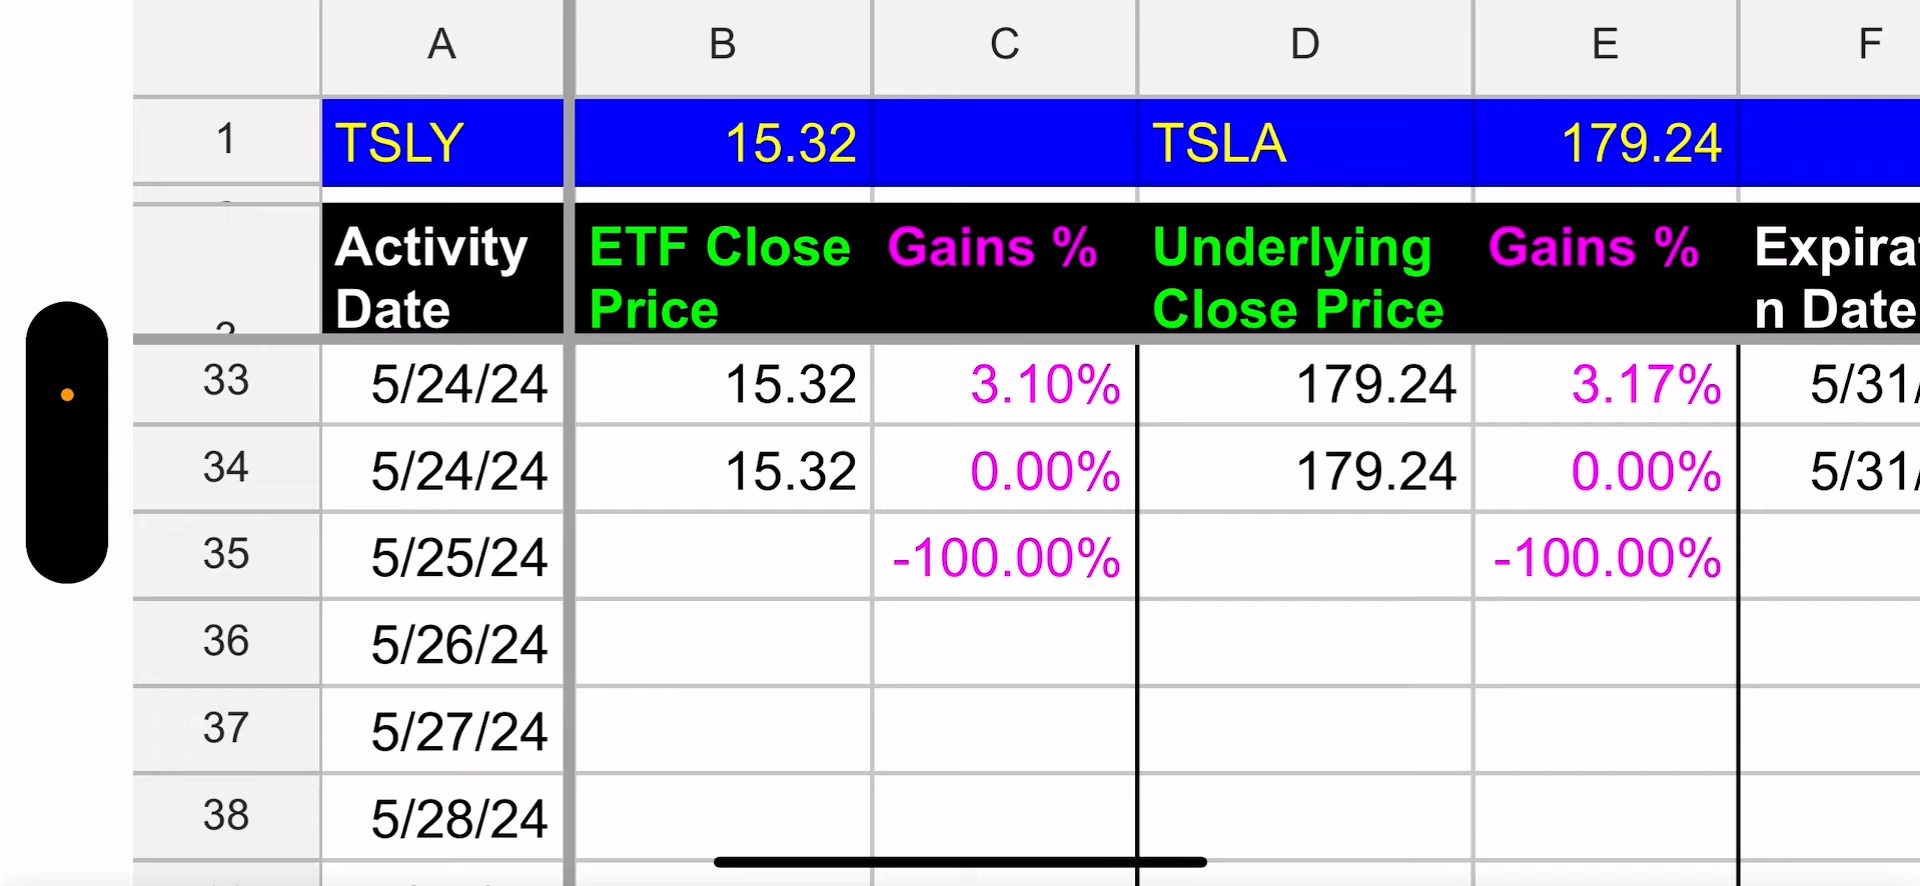 A B C D E F
1 TSLY 15.32 TSLA 179.24
Activity ETF Close Gains % Underlying Gains % Expirat
Date Price Close Price n Date
33 5/24/24 15.32 3.10% 179.24 3.17% 5/31/
34 5/24/24 15.32 0.00% 179.24 0.00% 5/31/
35 5/25/24 -100.00% -100.00%
36 5/26/24
37 5/27/24
38 5/28/24